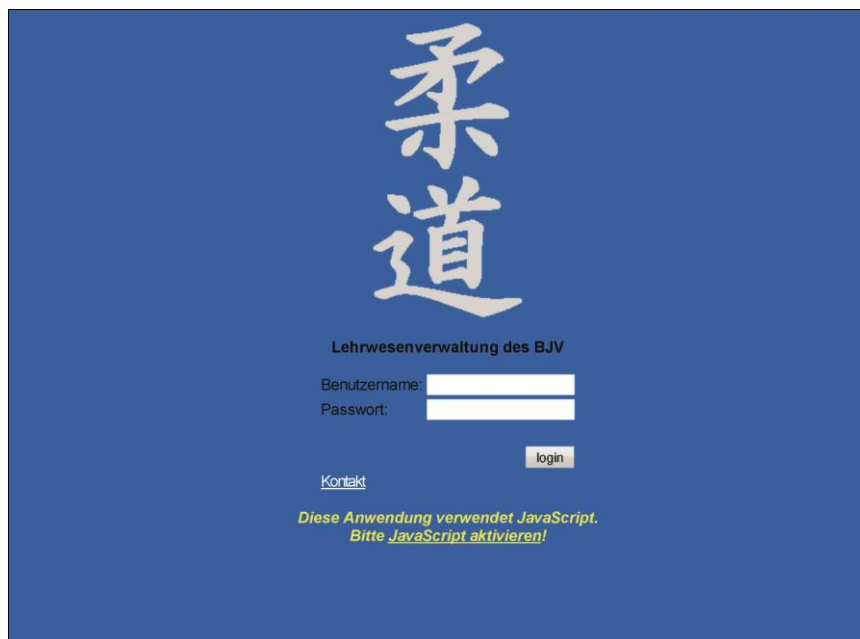 柔
道
Lehrwesenverwaltung des BJV
Benutzername:
Passwort:
login
Kontakt
Diese Anwendung verwendet JavaScript.
Bitte JavaScript aktivieren!